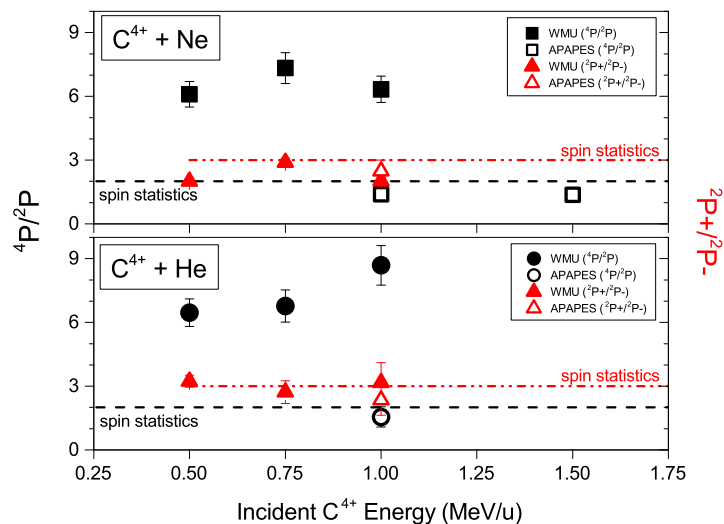 C⁴⁺ + Ne
WMU (⁴P/²P)
APAPES (⁴P/²P)
WMU (²P+/²P-)
APAPES (²P+/²P-)
9
6
3
0
spin statistics
spin statistics
C⁴⁺ + He
WMU (⁴P/²P)
APAPES (⁴P/²P)
WMU (²P+/²P-)
APAPES (²P+/²P-)
9
6
3
0
spin statistics
spin statistics
0.25 0.50 0.75 1.00 1.25 1.50 1.75
Incident C⁴⁺ Energy (MeV/u)
⁴P/²P
²P+/²P-